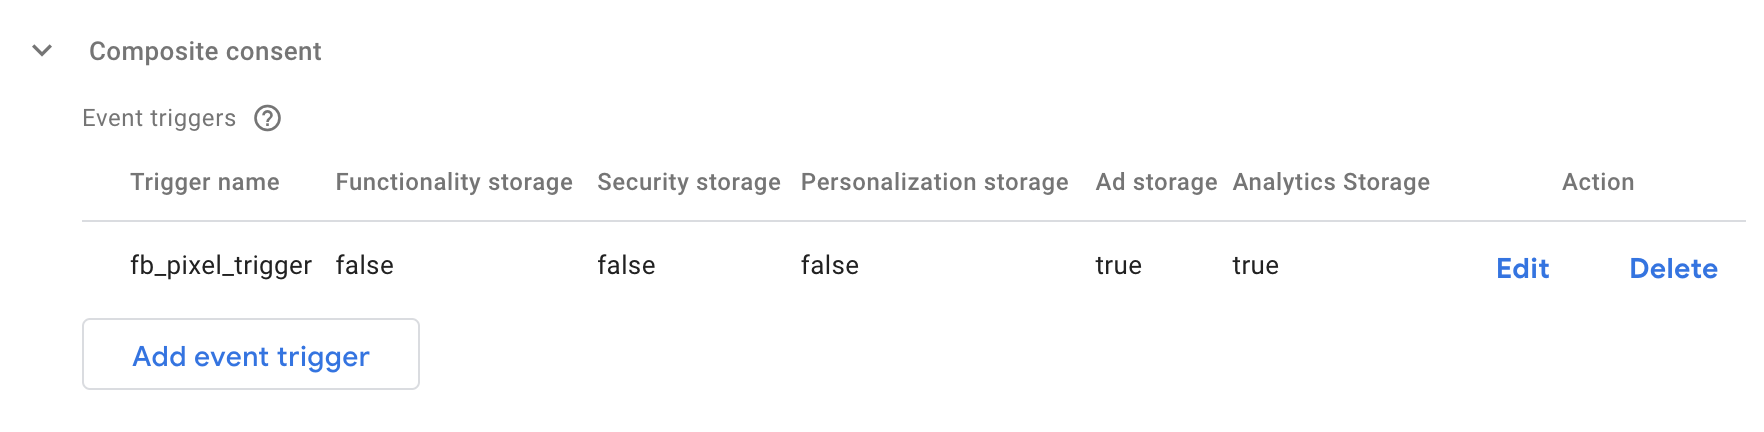 Composite consent
Event triggers
Trigger name Functionality storage Security storage Personalization storage Ad storage Analytics Storage Action
fb_pixel_trigger false false false true true Edit Delete
Add event trigger